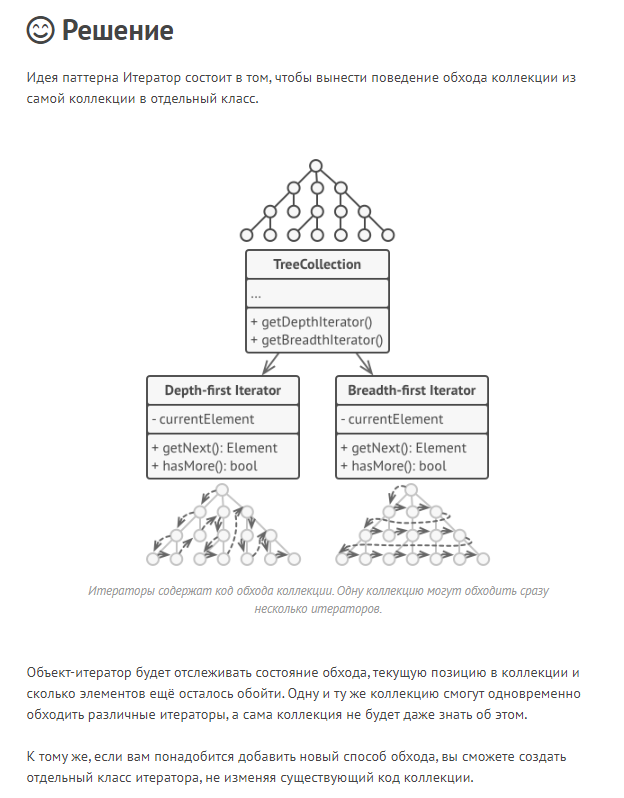 Решение
Идея паттерна Итератор состоит в том, чтобы вынести поведение обхода коллекции из
самой коллекции в отдельный класс.
TreeCollection
...
+ getDepthIterator()
+ getBreadthIterator()
Depth-first Iterator
- currentElement
+ getNext(): Element
+ hasMore(): bool
Breadth-first Iterator
- currentElement
+ getNext(): Element
+ hasMore(): bool
Итераторы содержат код обхода коллекции. Одну коллекцию могут обходить сразу
несколько итераторов.
Объект-итератор будет отслеживать состояние обхода, текущую позицию в коллекции и
сколько элементов ещё осталось обойти. Одну и ту же коллекцию смогут одновременно
обходить различные итераторы, а сама коллекция не будет даже знать об этом.
К тому же, если вам понадобится добавить новый способ обхода, вы сможете создать
отдельный класс итератора, не изменяя существующий код коллекции.